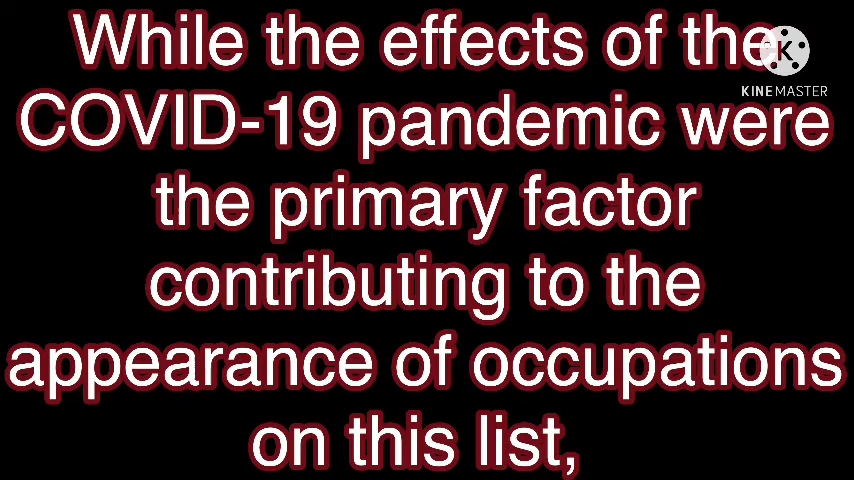 While the effects of the
COVID-19 pandemic were
the primary factor
contributing to the
appearance of occupations
on this list,
K
KINEMASTER